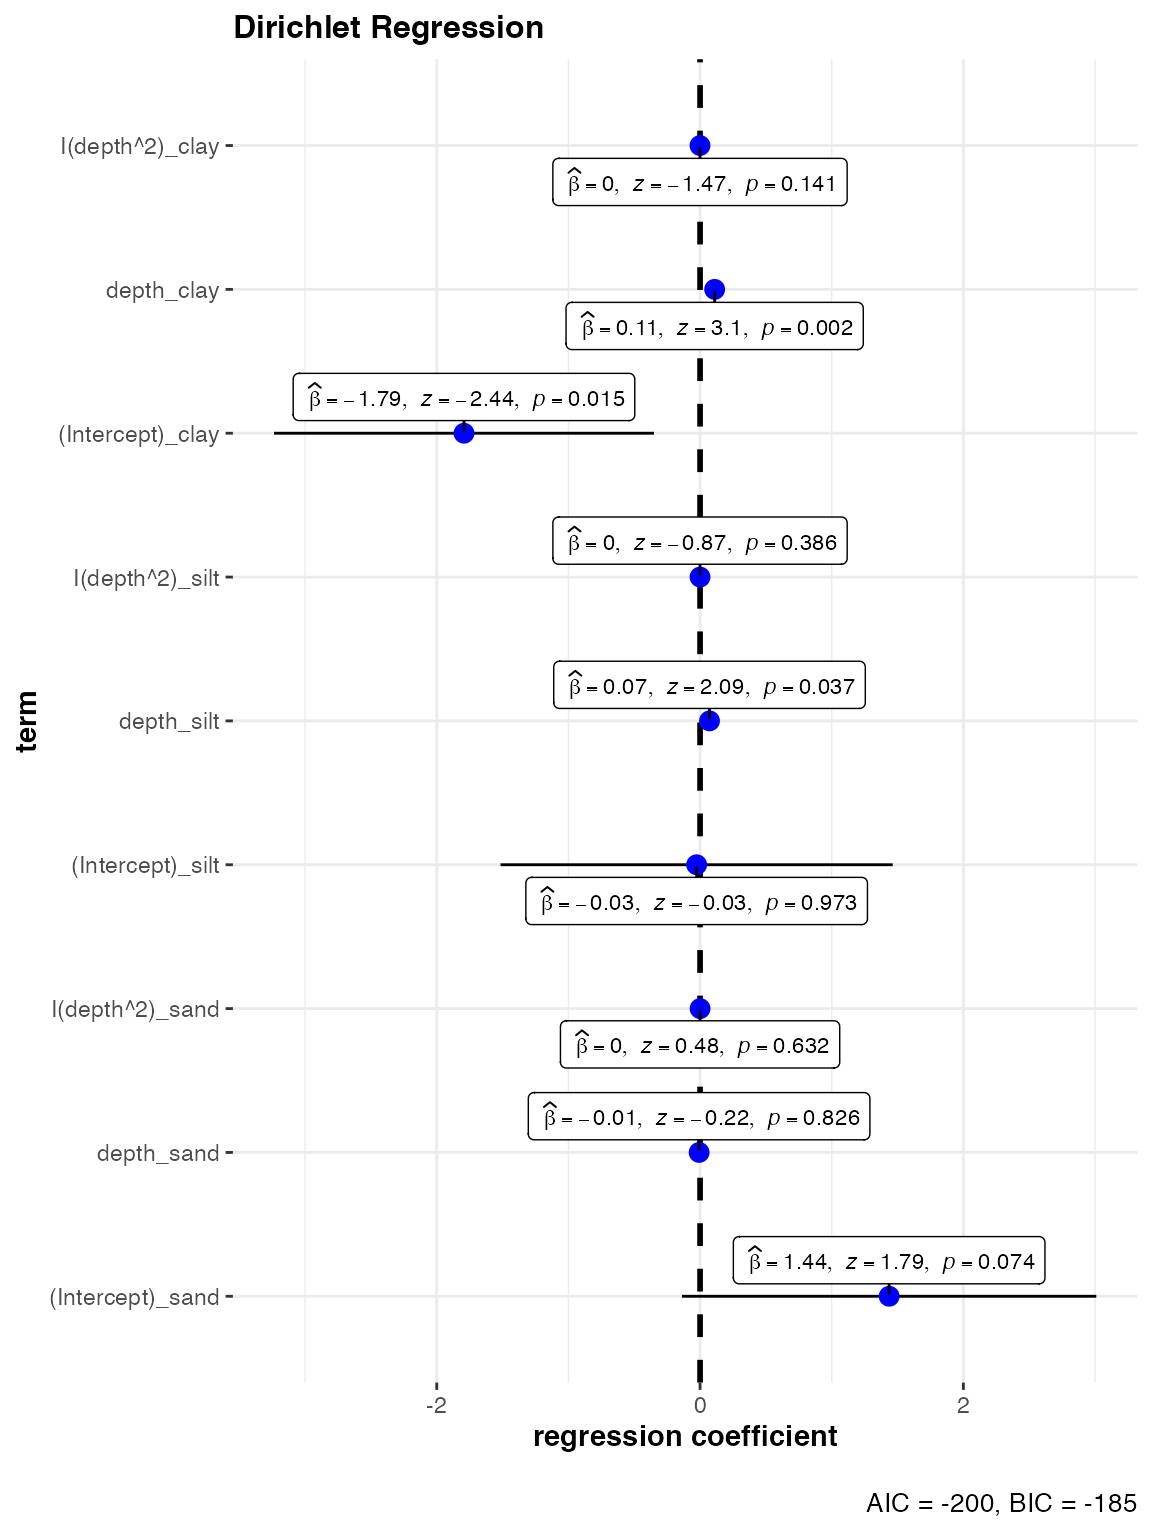 Dirichlet Regression
I(depth^2)_clay
β̂ = 0, z = −1.47, p = 0.141
depth_clay
β̂ = 0.11, z = 3.1, p = 0.002
β̂ = −1.79, z = −2.44, p = 0.015
(Intercept)_clay
β̂ = 0, z = −0.87, p = 0.386
I(depth^2)_silt
β̂ = 0.07, z = 2.09, p = 0.037
depth_silt
term
(Intercept)_silt
β̂ = −0.03, z = −0.03, p = 0.973
I(depth^2)_sand
β̂ = 0, z = 0.48, p = 0.632
β̂ = −0.01, z = −0.22, p = 0.826
depth_sand
β̂ = 1.44, z = 1.79, p = 0.074
(Intercept)_sand
-2 0 2
regression coefficient
AIC = -200, BIC = -185